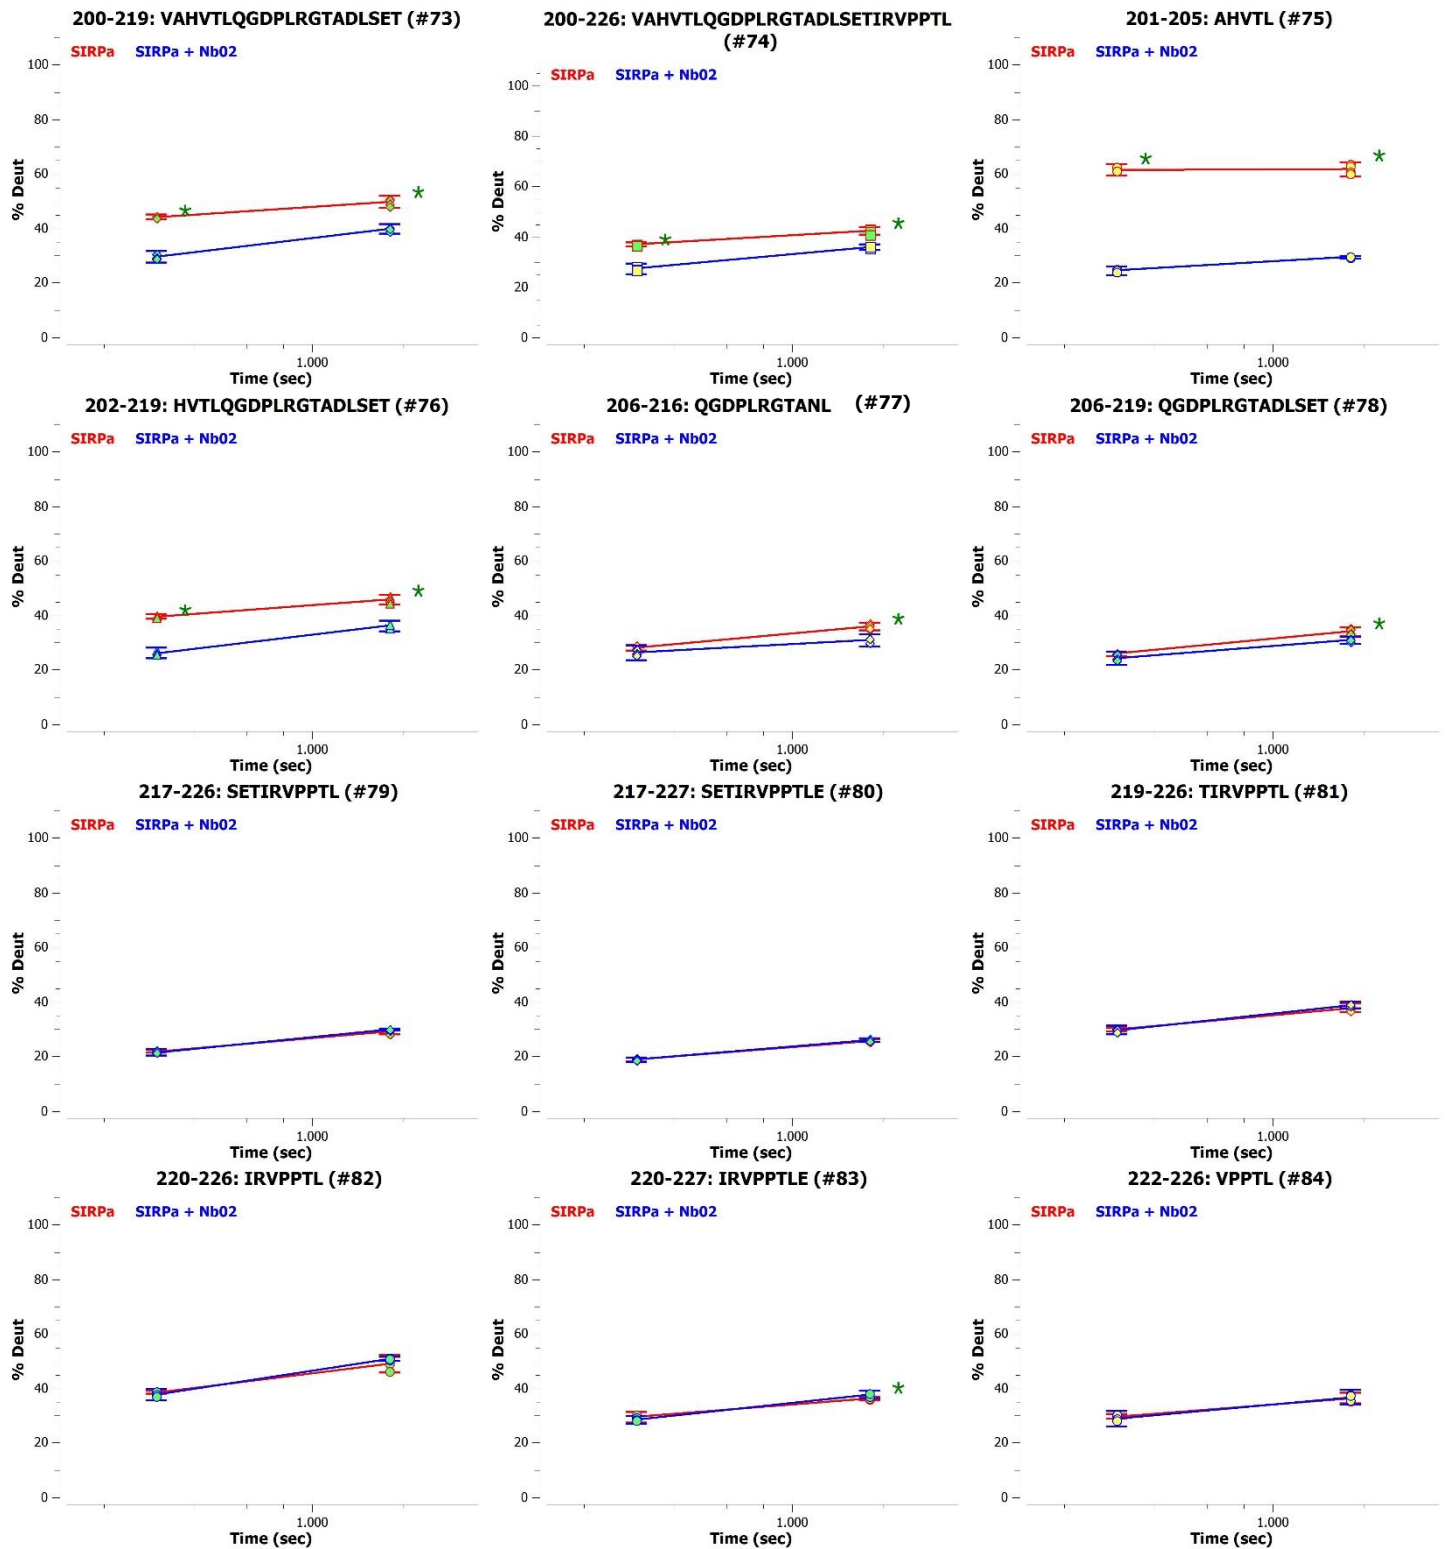 200-219: VAHVTLQGDPLRGTADLSET (#73)
SIRPa SIRPa + Nb02
100
80
60
40
20
0
% Deut
1.000
Time (sec)
200-226: VAHVTLQGDPLRGTADLSETIRVPPTL
(#74)
SIRPa SIRPa + Nb02
100
80
60
40
20
0
% Deut
1.000
Time (sec)
201-205: AHVTL (#75)
SIRPa SIRPa + Nb02
100
80
60
40
20
0
% Deut
1.000
Time (sec)
202-219: HVTLQGDPLRGTADLSET (#76)
SIRPa SIRPa + Nb02
100
80
60
40
20
0
% Deut
1.000
Time (sec)
206-216: QGDPLRGTANL (#77)
SIRPa SIRPa + Nb02
100
80
60
40
20
0
% Deut
1.000
Time (sec)
206-219: QGDPLRGTADLSET (#78)
SIRPa SIRPa + Nb02
100
80
60
40
20
0
% Deut
1.000
Time (sec)
217-226: SETIRVPPTL (#79)
SIRPa SIRPa + Nb02
100
80
60
40
20
0
% Deut
1.000
Time (sec)
217-227: SETIRVPPTLE (#80)
SIRPa SIRPa + Nb02
100
80
60
40
20
0
% Deut
1.000
Time (sec)
219-226: TIRVPPTL (#81)
SIRPa SIRPa + Nb02
100
80
60
40
20
0
% Deut
1.000
Time (sec)
220-226: IRVPPTL (#82)
SIRPa SIRPa + Nb02
100
80
60
40
20
0
% Deut
1.000
Time (sec)
220-227: IRVPPTLE (#83)
SIRPa SIRPa + Nb02
100
80
60
40
20
0
% Deut
1.000
Time (sec)
222-226: VPPTL (#84)
SIRPa SIRPa + Nb02
100
80
60
40
20
0
% Deut
1.000
Time (sec)